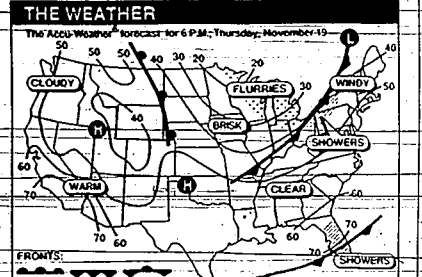 THE WEATHER
The Accu-Weather forecast for 6 P.M., Thursday, November 19
L
50 50 50 40 30 20 20 40
CLOUDY FLURRIES WINDY
30 50
40 BRISK
H SHOWERS
60
WARM H CLEAR
70 60
70 60 60 70
70 SHOWERS
FRONTS: